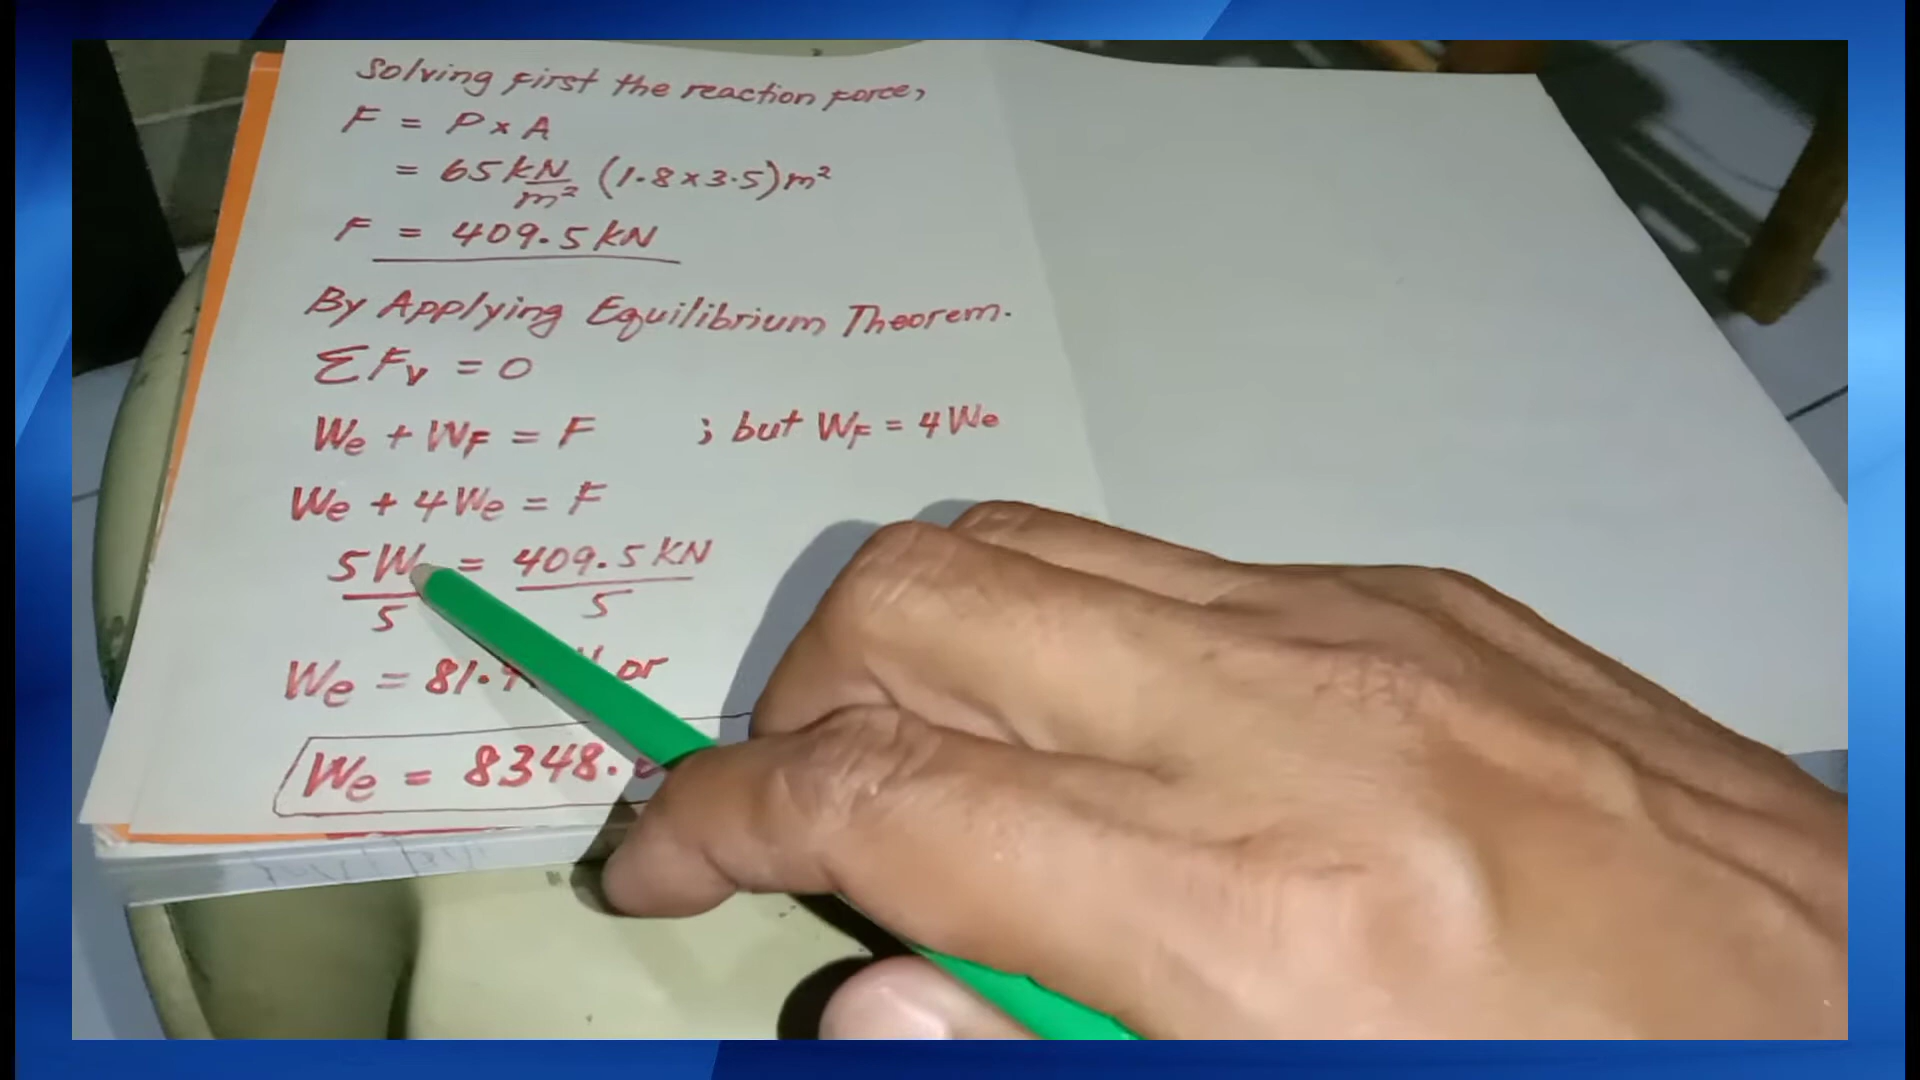 Solving first the reaction force,
F = P x A
= 65 kN/m² (1.8 x 3.5) m²
F = 409.5 kN
By Applying Equilibrium Theorem.
ΣFv = 0
We + WF = F ; but WF = 4We
We + 4We = F
5W = 409.5 KN
5 5
We = 81. or
We = 8348.